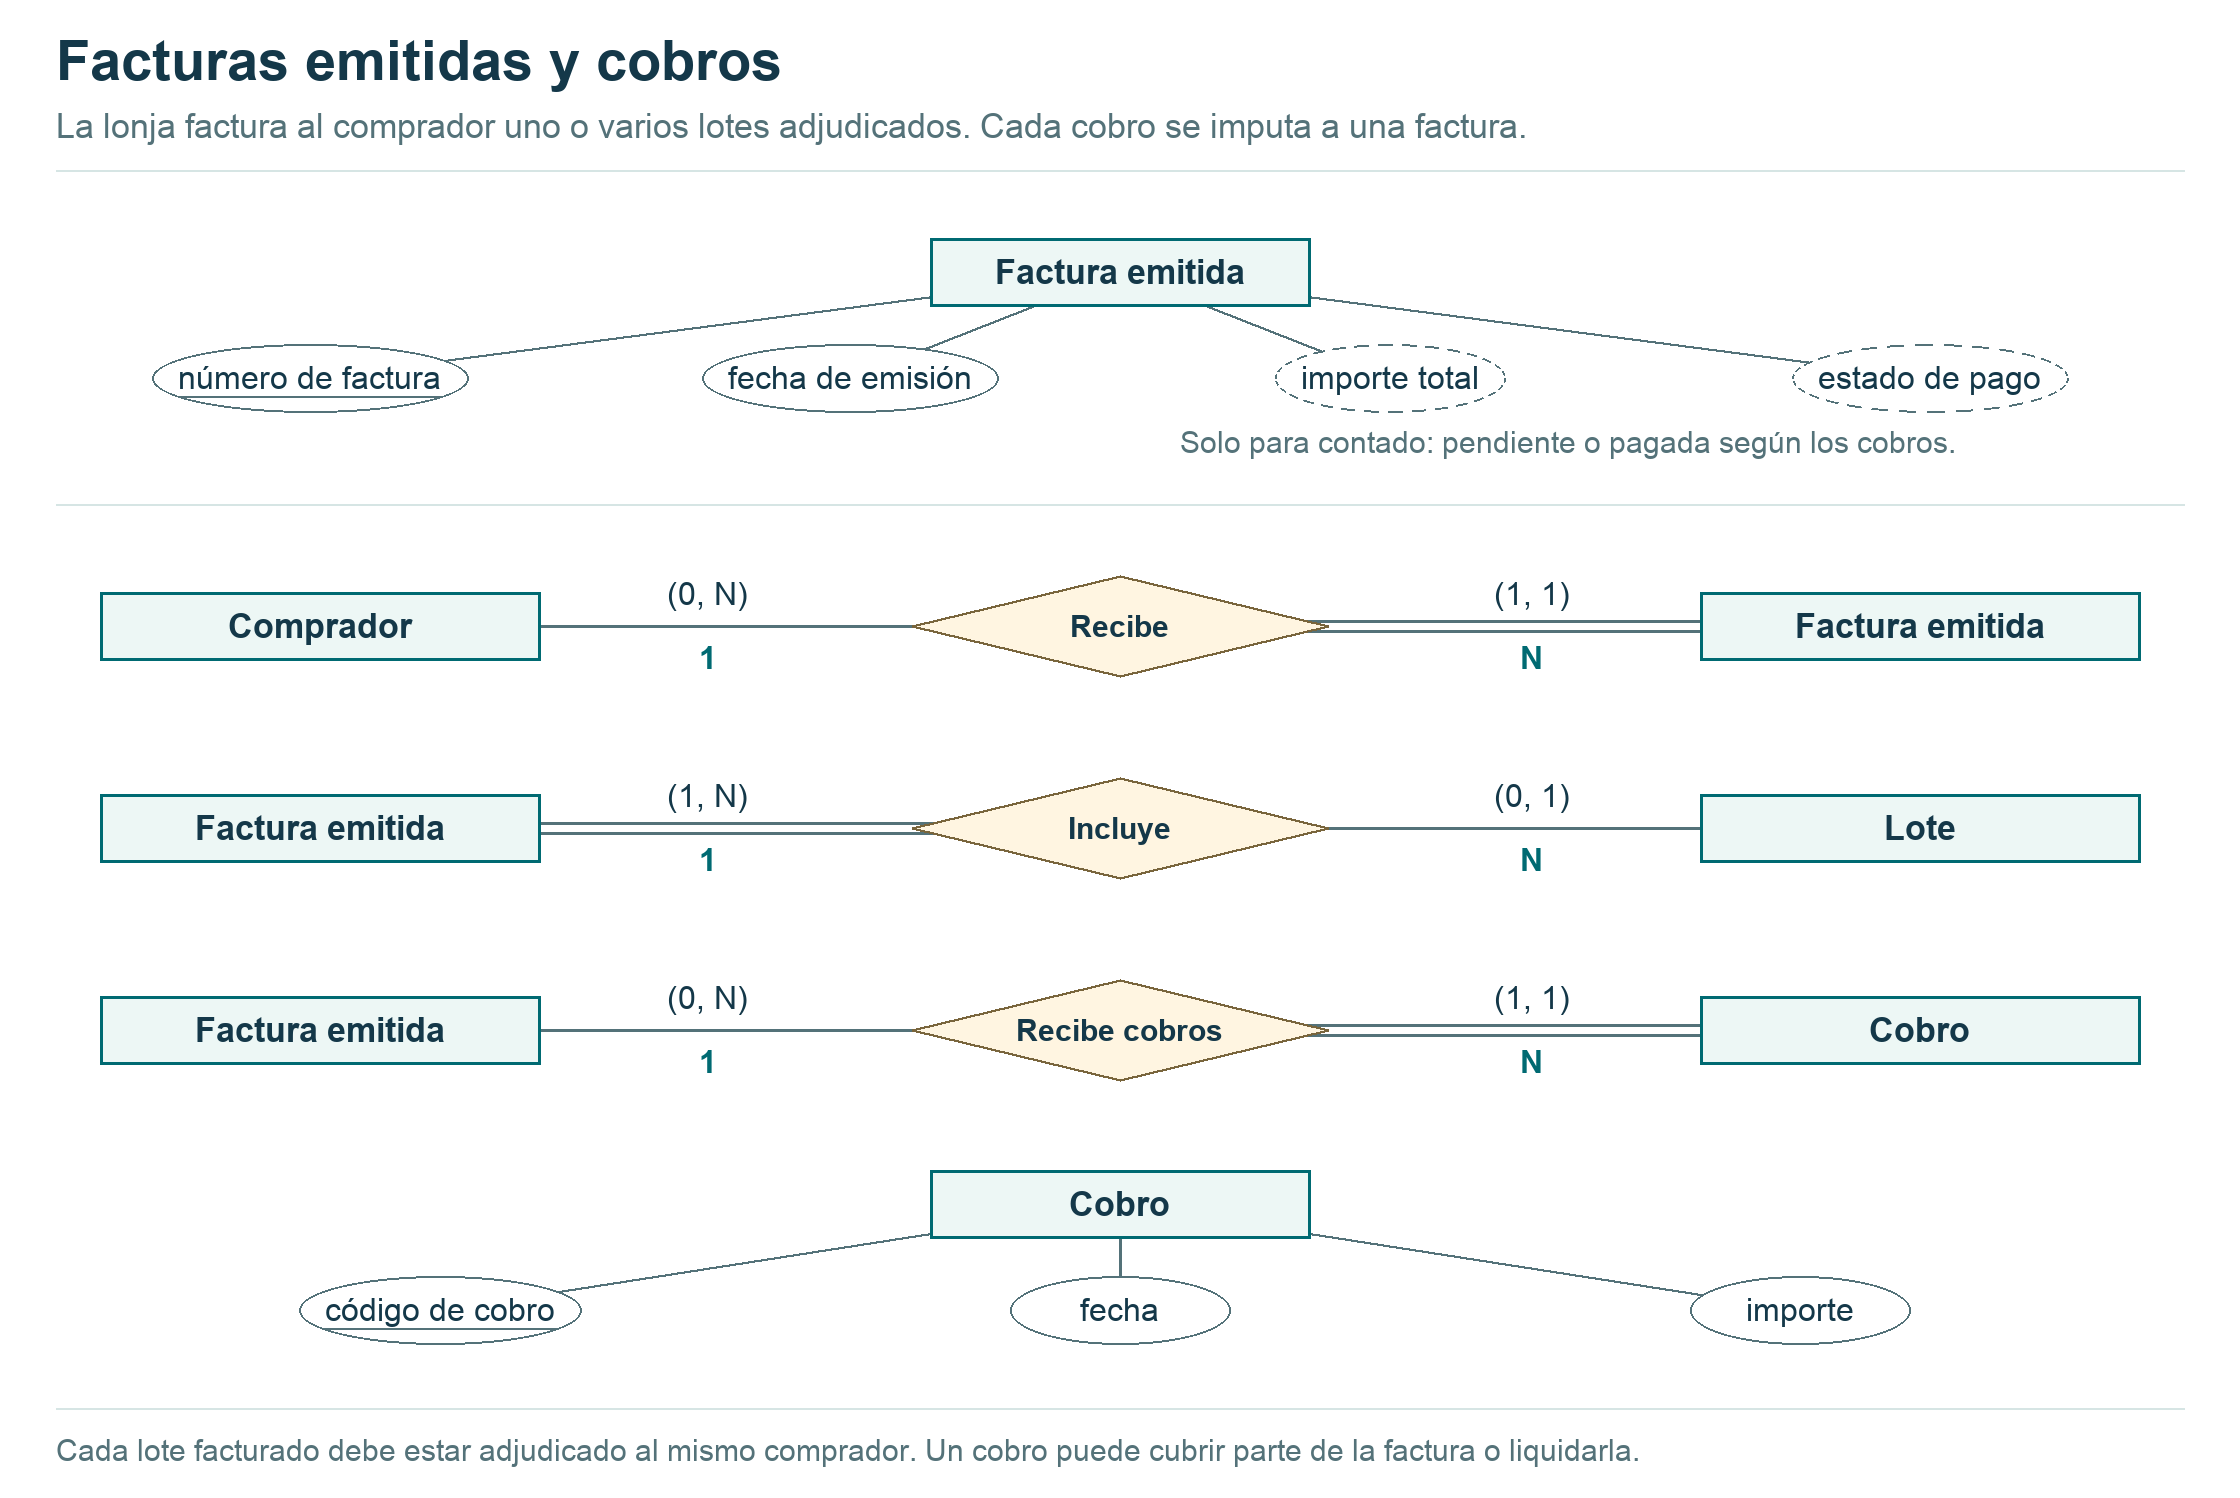 Facturas emitidas y cobros
La lonja factura al comprador uno o varios lotes adjudicados. Cada cobro se imputa a una factura.
Factura emitida
número de factura
fecha de emisión
importe total
estado de pago
Solo para contado: pendiente o pagada según los cobros.
(0, N)
(1, 1)
Comprador
Recibe
Factura emitida
1
N
(1, N)
(0, 1)
Factura emitida
Incluye
Lote
1
N
(0, N)
(1, 1)
Factura emitida
Recibe cobros
Cobro
1
N
Cobro
código de cobro
fecha
importe
Cada lote facturado debe estar adjudicado al mismo comprador. Un cobro puede cubrir parte de la factura o liquidarla.